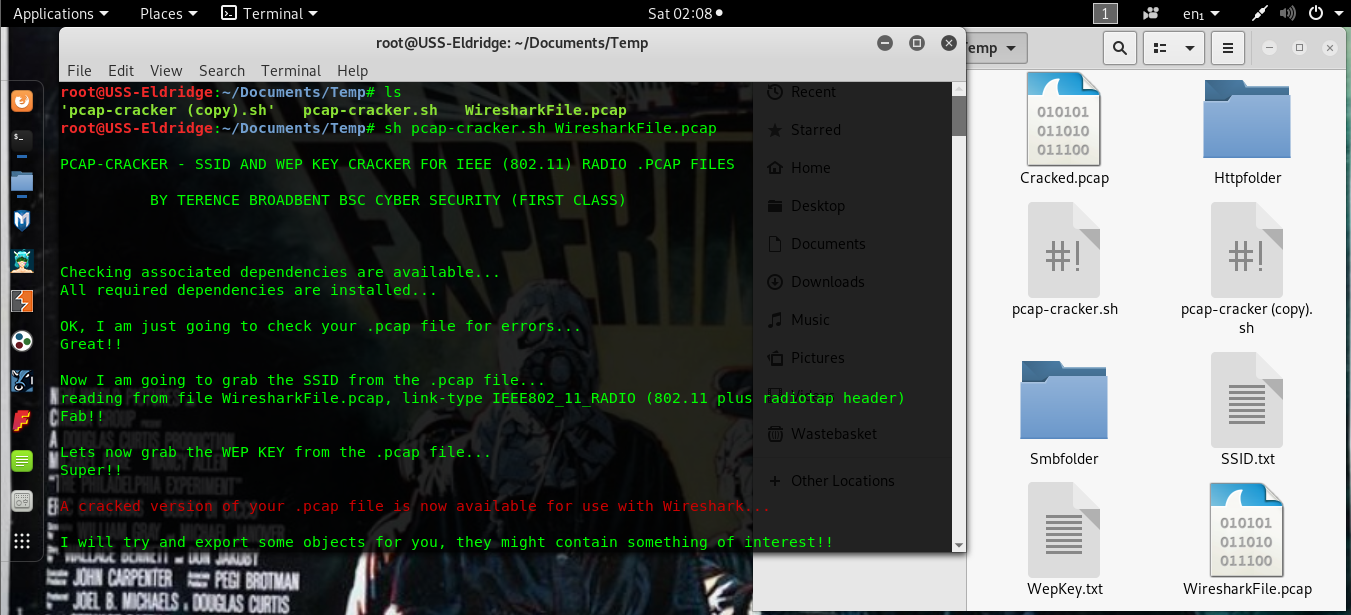 Applications Places Terminal Sat 02:08 1 en₁
root@USS-Eldridge: ~/Documents/Temp
File Edit View Search Terminal Help
root@USS-Eldridge:~/Documents/Temp# ls
'pcap-cracker (copy).sh' pcap-cracker.sh WiresharkFile.pcap
root@USS-Eldridge:~/Documents/Temp# sh pcap-cracker.sh WiresharkFile.pcap
PCAP-CRACKER - SSID AND WEP KEY CRACKER FOR IEEE (802.11) RADIO .PCAP FILES
BY TERENCE BROADBENT BSC CYBER SECURITY (FIRST CLASS)
Checking associated dependencies are available...
All required dependencies are installed...
OK, I am just going to check your .pcap file for errors...
Great!!
Now I am going to grab the SSID from the .pcap file...
reading from file WiresharkFile.pcap, link-type IEEE802_11_RADIO (802.11 plus radiotap header)
Fab!!
Lets now grab the WEP KEY from the .pcap file...
Super!!
A cracked version of your .pcap file is now available for use with Wireshark...
I will try and export some objects for you, they might contain something of interest!!
Recent
Starred
Home
Desktop
Documents
Downloads
Music
Pictures
Wastebasket
+ Other Locations
emp
010101
011010
011100
Cracked.pcap
Httpfolder
#!
pcap-cracker.sh
#!
pcap-cracker (copy).
sh
Smbfolder
SSID.txt
WepKey.txt
010101
011010
011100
WiresharkFile.pcap
EXPERIM
DOUGLAS CURTIS PRODUCTION
NANCY ALLEN
THE PHILADELPHIA EXPERIMENT"
WALLACE BENNETT DON JAKOBY
JOHN CARPENTER PEGI BROTMAN
JOEL B. MICHAELS DOUGLAS CURTIS